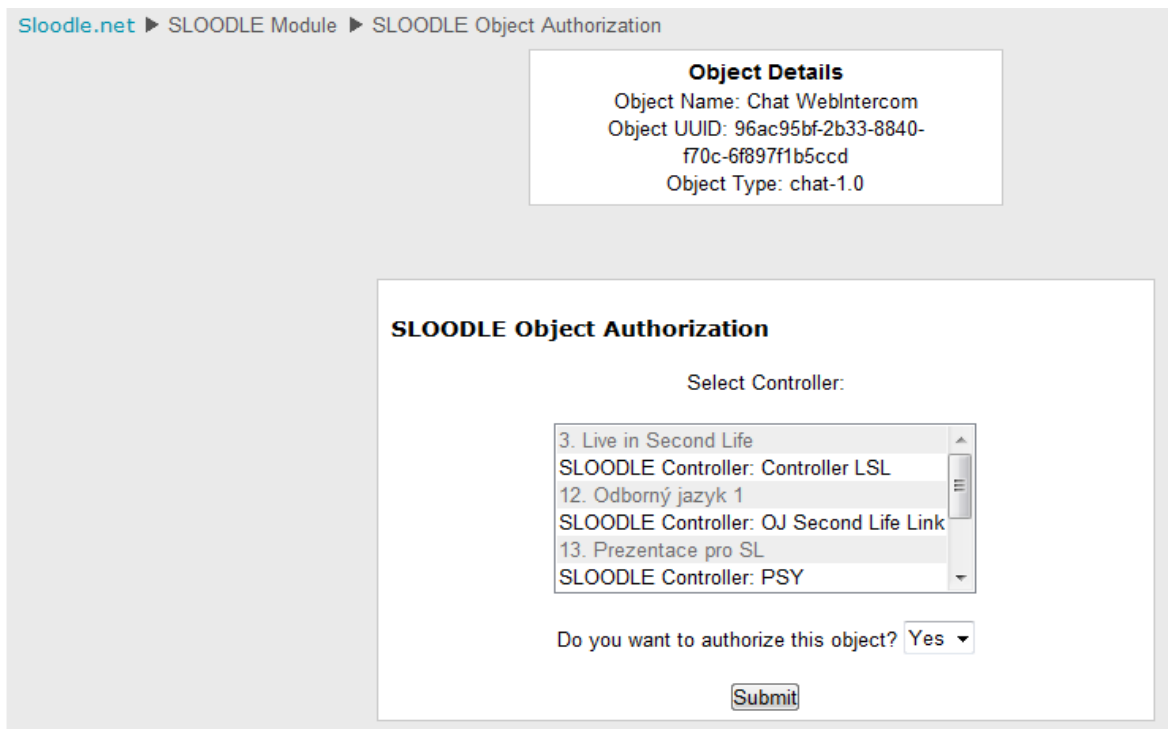 Sloodle.net ▶ SLOODLE Module ▶ SLOODLE Object Authorization
Object Details
Object Name: Chat WebIntercom
Object UUID: 96ac95bf-2b33-8840-
f70c-6f897f1b5ccd
Object Type: chat-1.0
SLOODLE Object Authorization
Select Controller:
3. Live in Second Life
SLOODLE Controller: Controller LSL
12. Odborný jazyk 1
SLOODLE Controller: OJ Second Life Link
13. Prezentace pro SL
SLOODLE Controller: PSY
Do you want to authorize this object? Yes
Submit